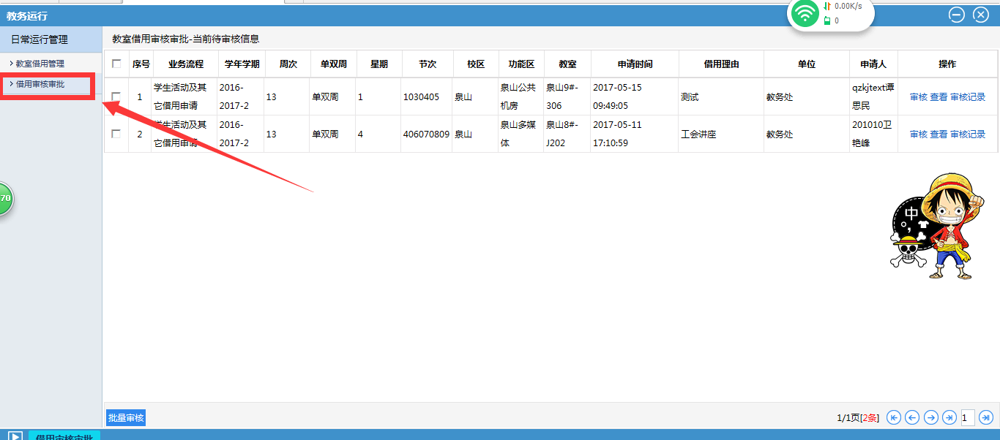 教务运行
0.00K/s
0
日常运行管理
教室借用管理
借用审核审批
70
教室借用审核审批-当前待审核信息
序号 业务流程 学年学期 周次 单双周 星期 节次 校区 功能区 教室 申请时间 借用理由 单位 申请人 操作
1 学生活动及其它借用申请 2016-2017-2 13 单双周 1 1030405 泉山 泉山公共机房 泉山9#-306 2017-05-15 09:49:05 测试 教务处 qzkjtext谭思民 审核 查看 审核记录
2 学生活动及其它借用申请 2016-2017-2 13 单双周 4 406070809 泉山 泉山多媒体 泉山8#-J202 2017-05-11 17:10:59 工会讲座 教务处 201010卫艳峰 审核 查看 审核记录
中
批量审核
1/1页[2条] 1
借用审核审批